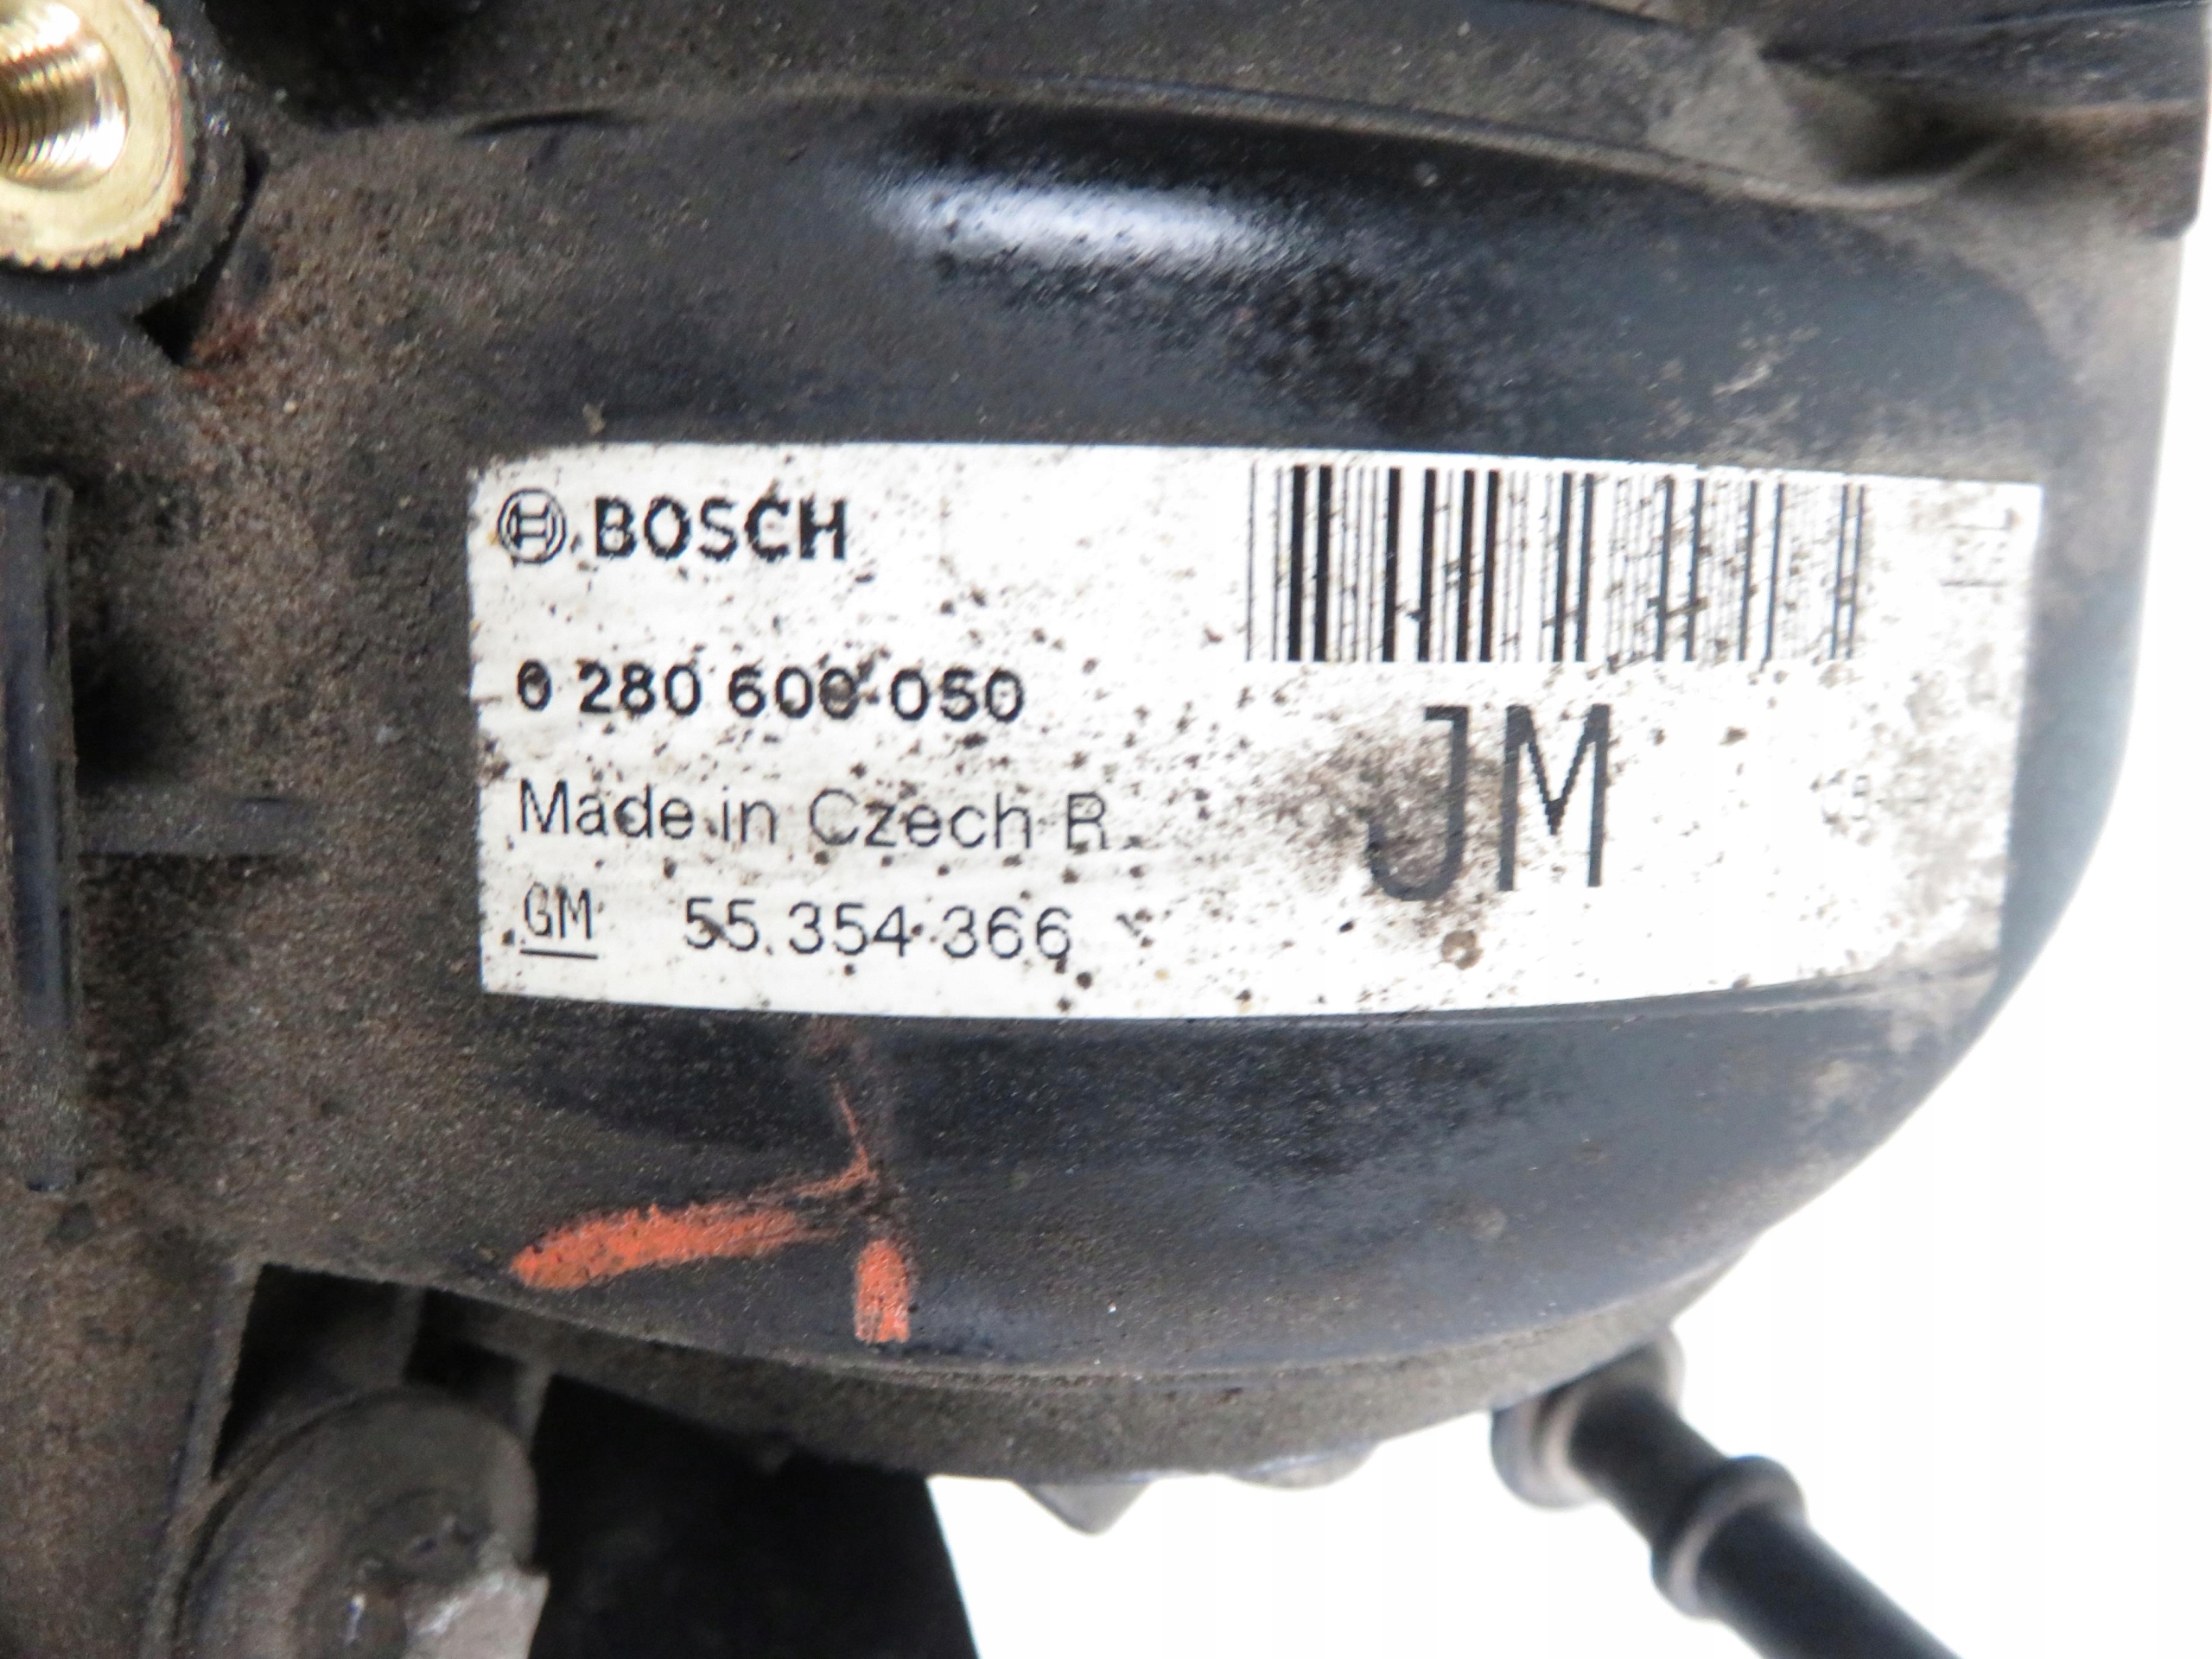 BOSCH
0 280 600 050
Made in Czech R.
GM 55 354 366
JM